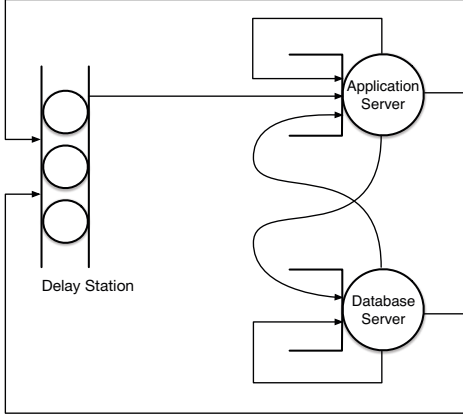 Application
Server
Delay Station
Database
Server